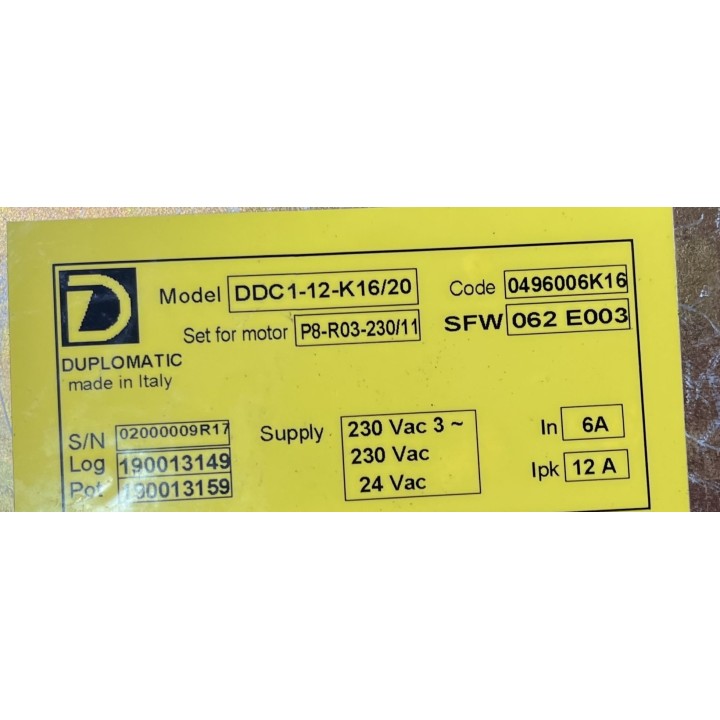 D
Model DDC1-12-K16/20 Code 0496006K16
Set for motor P8-R03-230/11 SFW 062 E003
DUPLOMATIC
made in Italy
S/N 02000009R17 Supply 230 Vac 3 ~ In 6A
Log 190013149 230 Vac
Pot 190013159 24 Vac Ipk 12 A